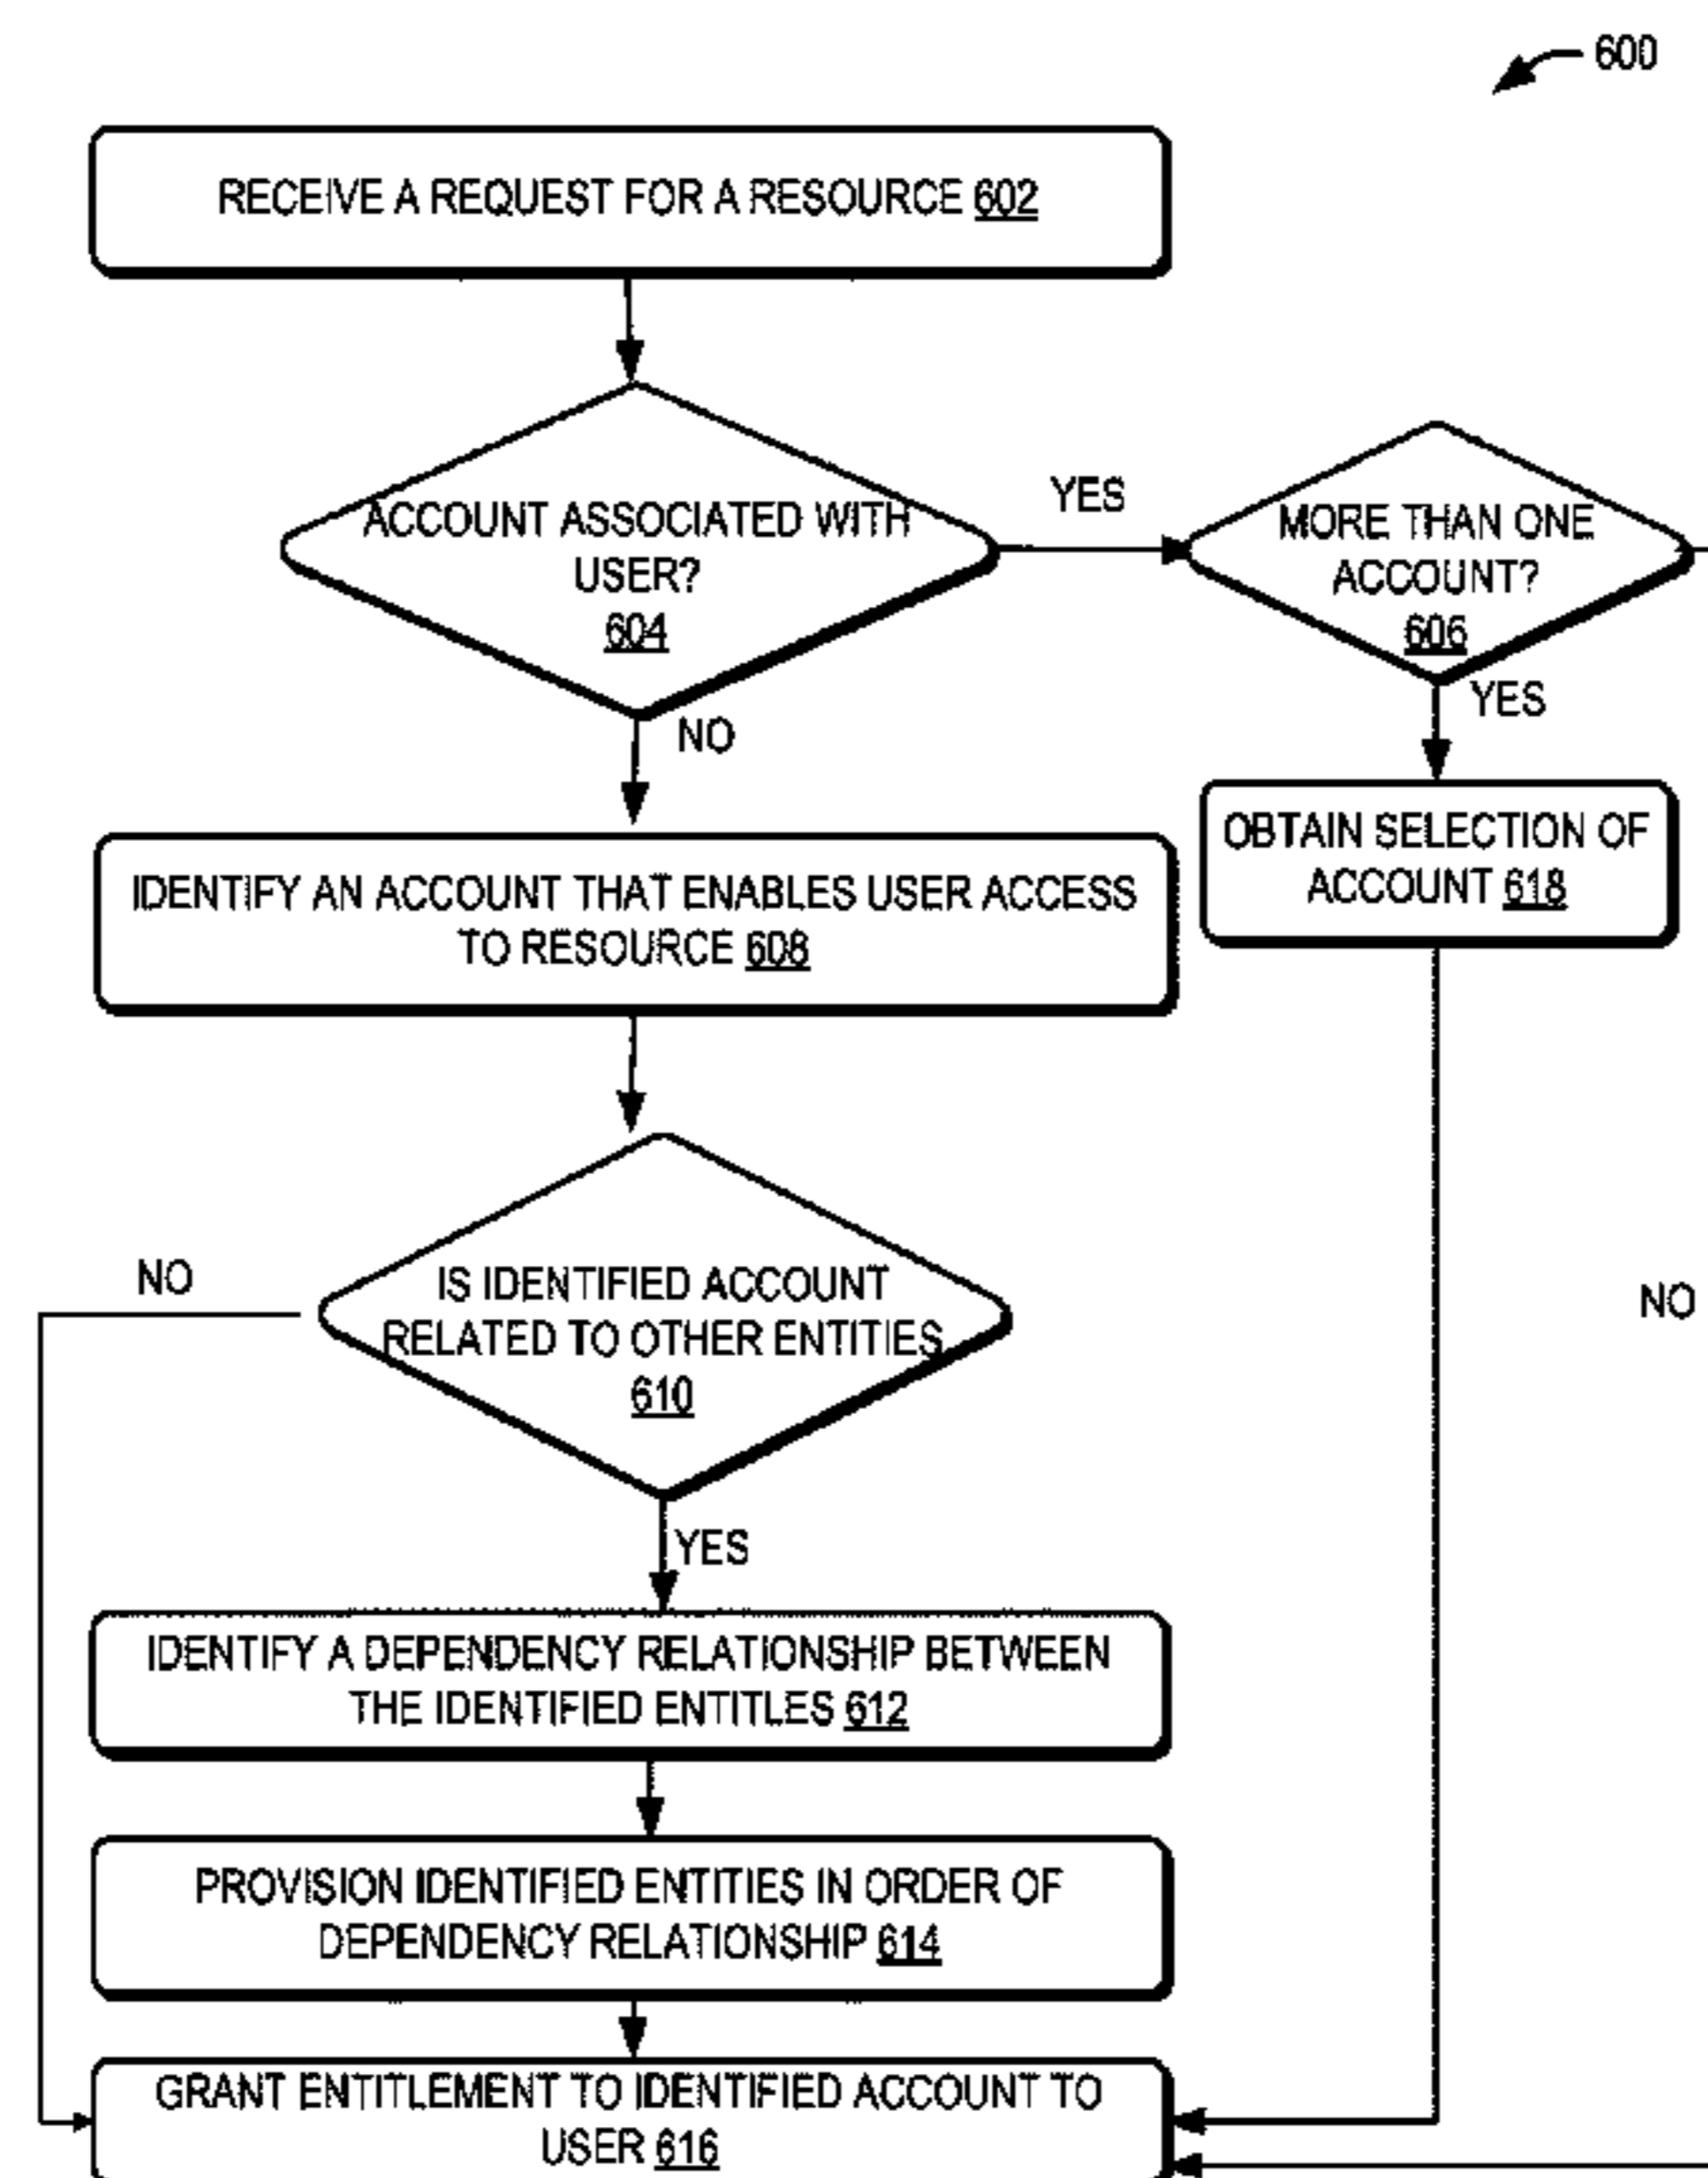 600
RECEIVE A REQUEST FOR A RESOURCE 602
ACCOUNT ASSOCIATED WITH
USER?
604
YES
MORE THAN ONE
ACCOUNT?
606
YES
NO
OBTAIN SELECTION OF
ACCOUNT 618
IDENTIFY AN ACCOUNT THAT ENABLES USER ACCESS
TO RESOURCE 608
NO
IS IDENTIFIED ACCOUNT
RELATED TO OTHER ENTITIES
610
NO
YES
IDENTIFY A DEPENDENCY RELATIONSHIP BETWEEN
THE IDENTIFIED ENTITLES 612
PROVISION IDENTIFIED ENTITIES IN ORDER OF
DEPENDENCY RELATIONSHIP 614
GRANT ENTITLEMENT TO IDENTIFIED ACCOUNT TO
USER 616